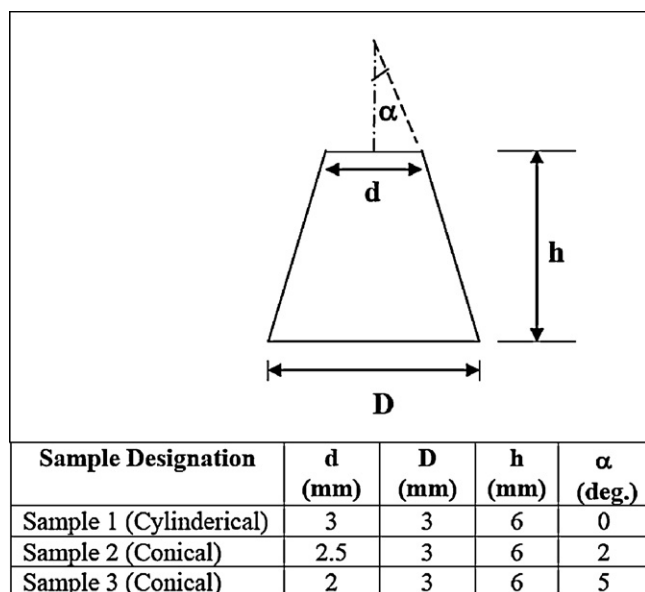 α
d
h
D
Sample Designation d (mm) D (mm) h (mm) α (deg.)
Sample 1 (Cylinderical) 3 3 6 0
Sample 2 (Conical) 2.5 3 6 2
Sample 3 (Conical) 2 3 6 5